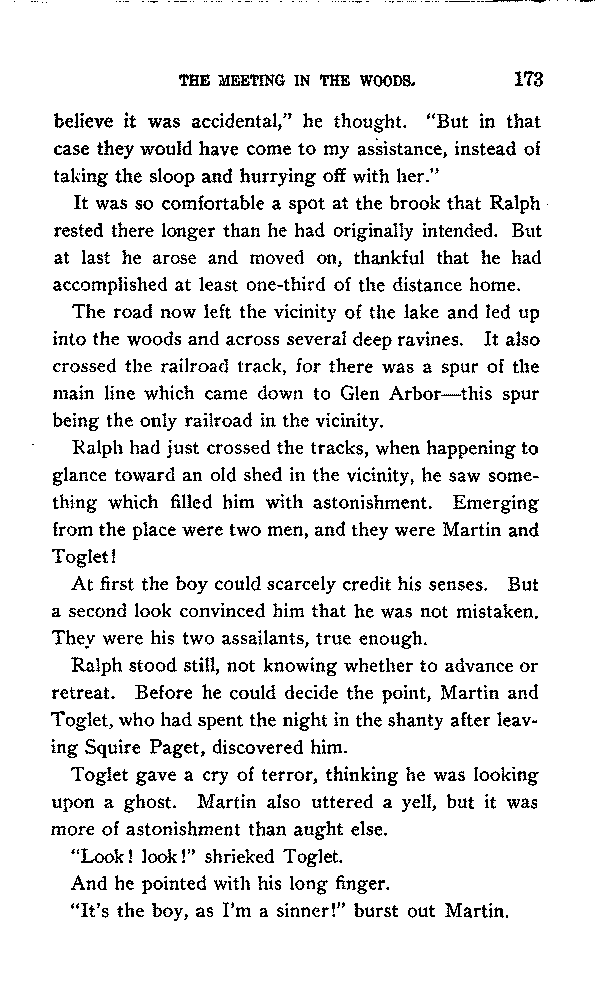 THE MEETING IN THE WOODS. 173
believe it was accidental," he thought. "But in that
case they would have come to my assistance, instead of
taking the sloop and hurrying off with her."
It was so comfortable a spot at the brook that Ralph
rested there longer than he had originally intended. But
at last he arose and moved on, thankful that he had
accomplished at least one-third of the distance home.
The road now left the vicinity of the lake and led up
into the woods and across several deep ravines. It also
crossed the railroad track, for there was a spur of the
main line which came down to Glen Arbor—this spur
being the only railroad in the vicinity.
Ralph had just crossed the tracks, when happening to
glance toward an old shed in the vicinity, he saw some-
thing which filled him with astonishment. Emerging
from the place were two men, and they were Martin and
Toglet!
At first the boy could scarcely credit his senses. But
a second look convinced him that he was not mistaken.
They were his two assailants, true enough.
Ralph stood still, not knowing whether to advance or
retreat. Before he could decide the point, Martin and
Toglet, who had spent the night in the shanty after leav-
ing Squire Paget, discovered him.
Toglet gave a cry of terror, thinking he was looking
upon a ghost. Martin also uttered a yell, but it was
more of astonishment than aught else.
"Look! look!" shrieked Toglet.
And he pointed with his long finger.
"It's the boy, as I'm a sinner!" burst out Martin.